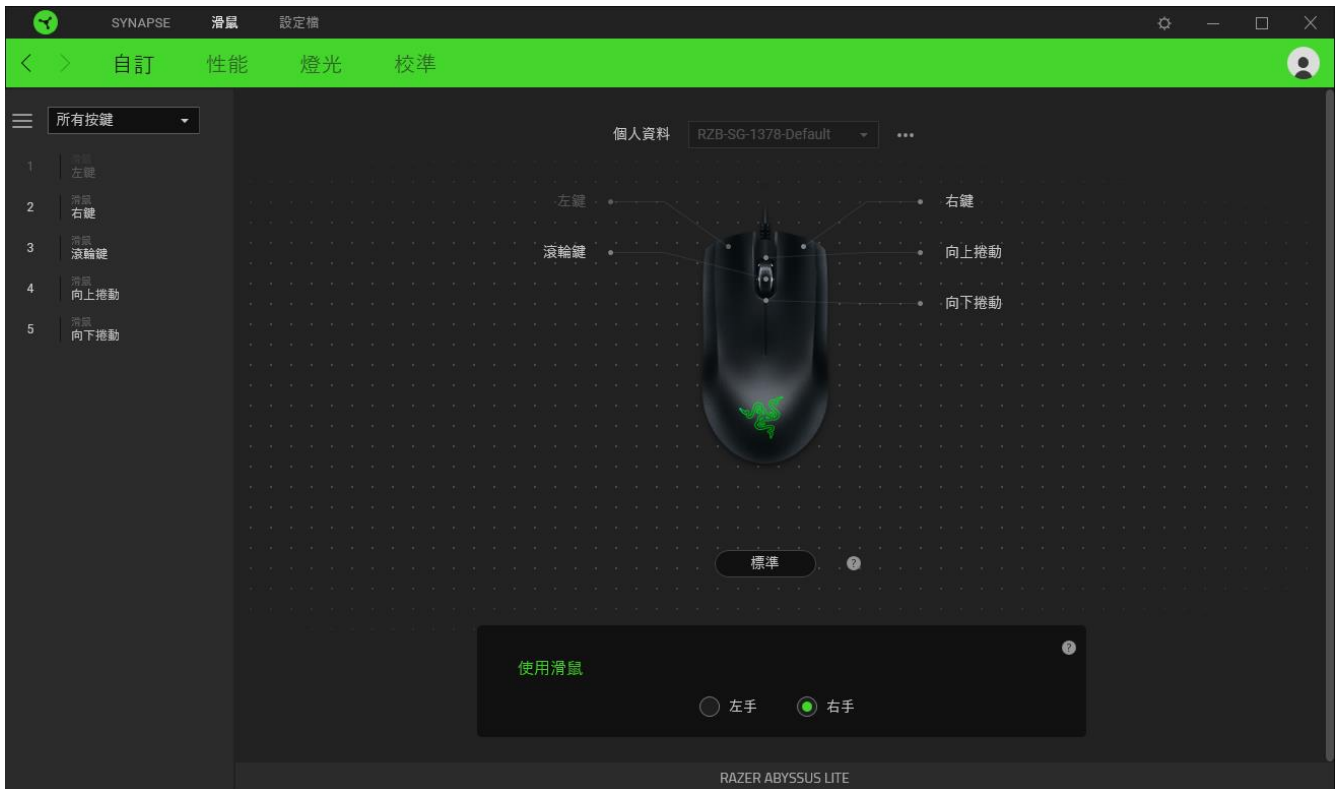 SYNAPSE 滑鼠 設定檔
自訂 性能 燈光 校準
所有按鍵
個人資料 RZB-SG-1378-Default
1 滑鼠
左鍵
2 滑鼠
右鍵
3 滑鼠
滾輪鍵
4 滑鼠
向上捲動
5 滑鼠
向下捲動
左鍵 右鍵
滾輪鍵 向上捲動
向下捲動
標準 ?
?
使用滑鼠
左手 右手
RAZER ABYSSUS LITE